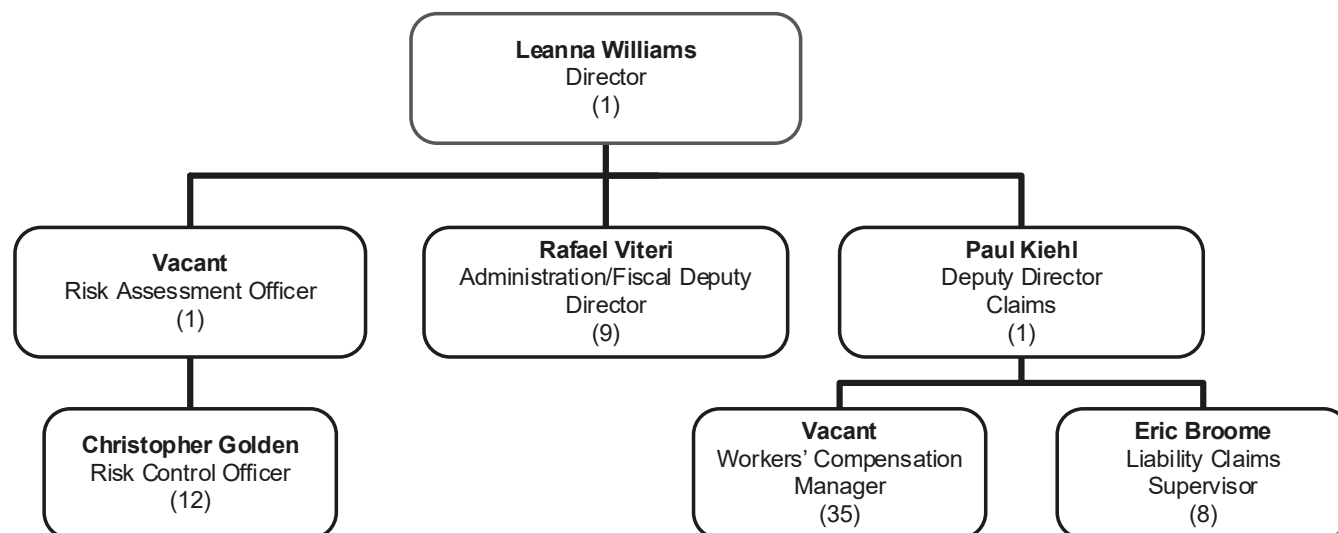 Leanna Williams
Director
(1)
Vacant
Risk Assessment Officer
(1)
Rafael Viteri
Administration/Fiscal Deputy
Director
(9)
Paul Kiehl
Deputy Director
Claims
(1)
Christopher Golden
Risk Control Officer
(12)
Vacant
Workers’ Compensation
Manager
(35)
Eric Broome
Liability Claims
Supervisor
(8)